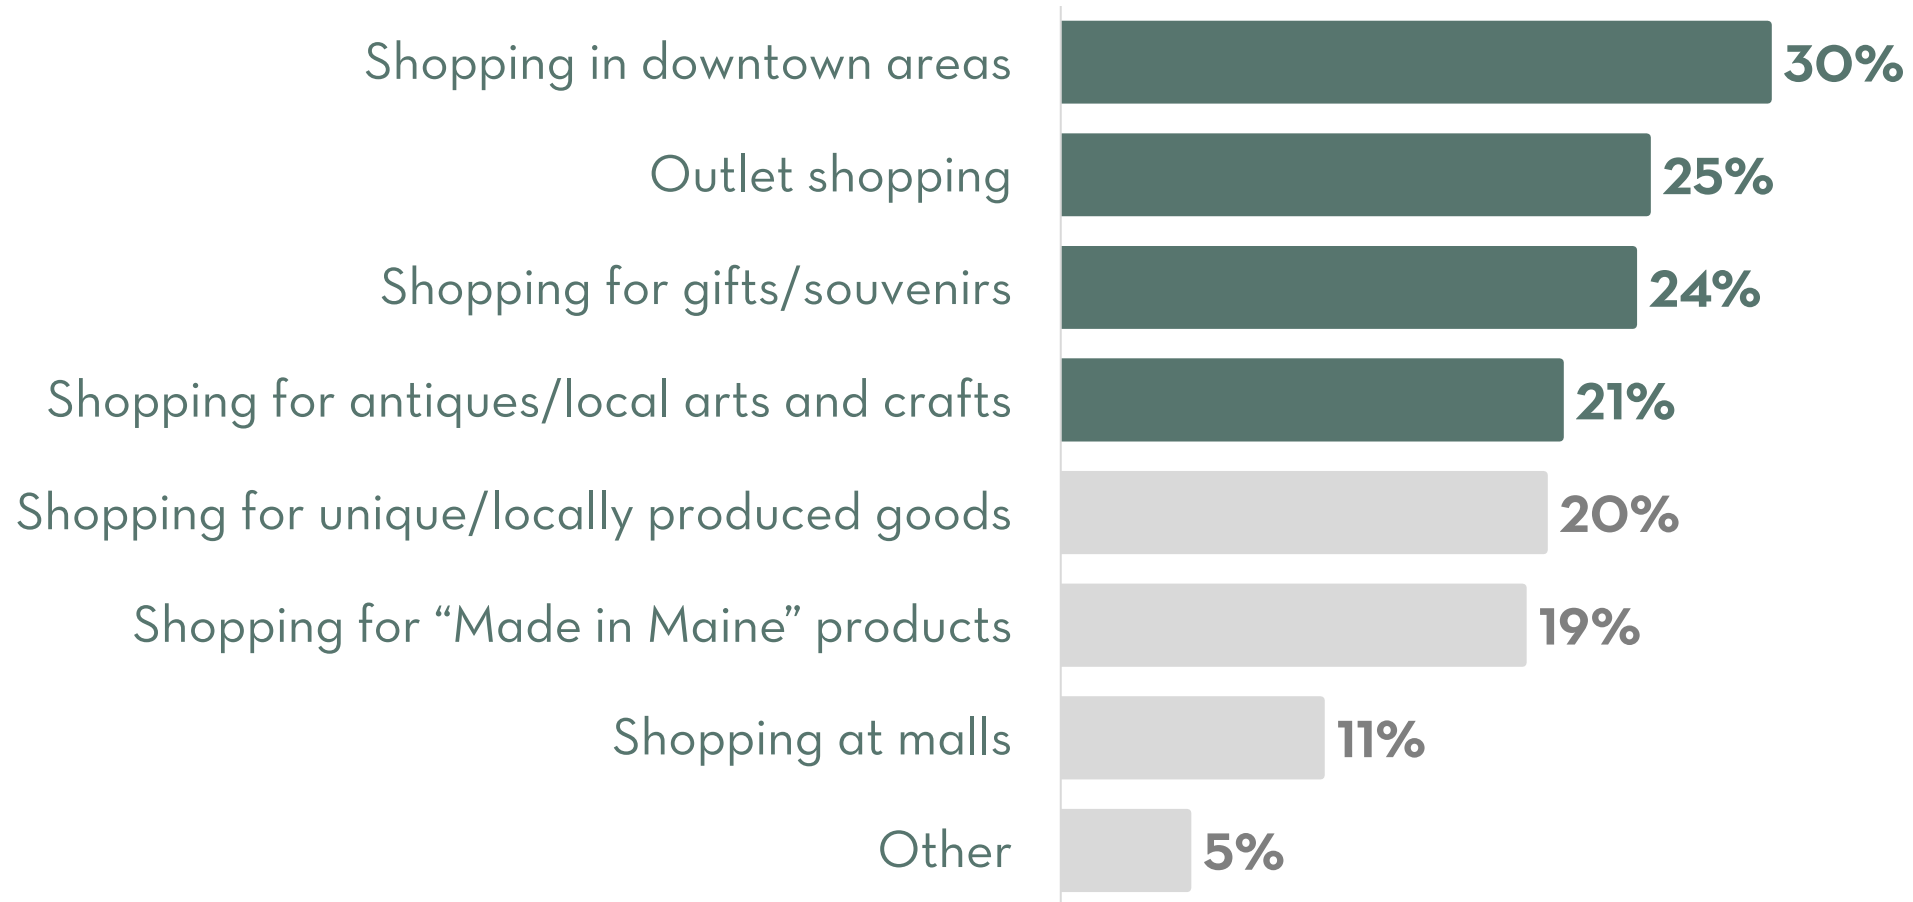 Shopping in downtown areas 30%
Outlet shopping 25%
Shopping for gifts/souvenirs 24%
Shopping for antiques/local arts and crafts 21%
Shopping for unique/locally produced goods 20%
Shopping for “Made in Maine” products 19%
Shopping at malls 11%
Other 5%